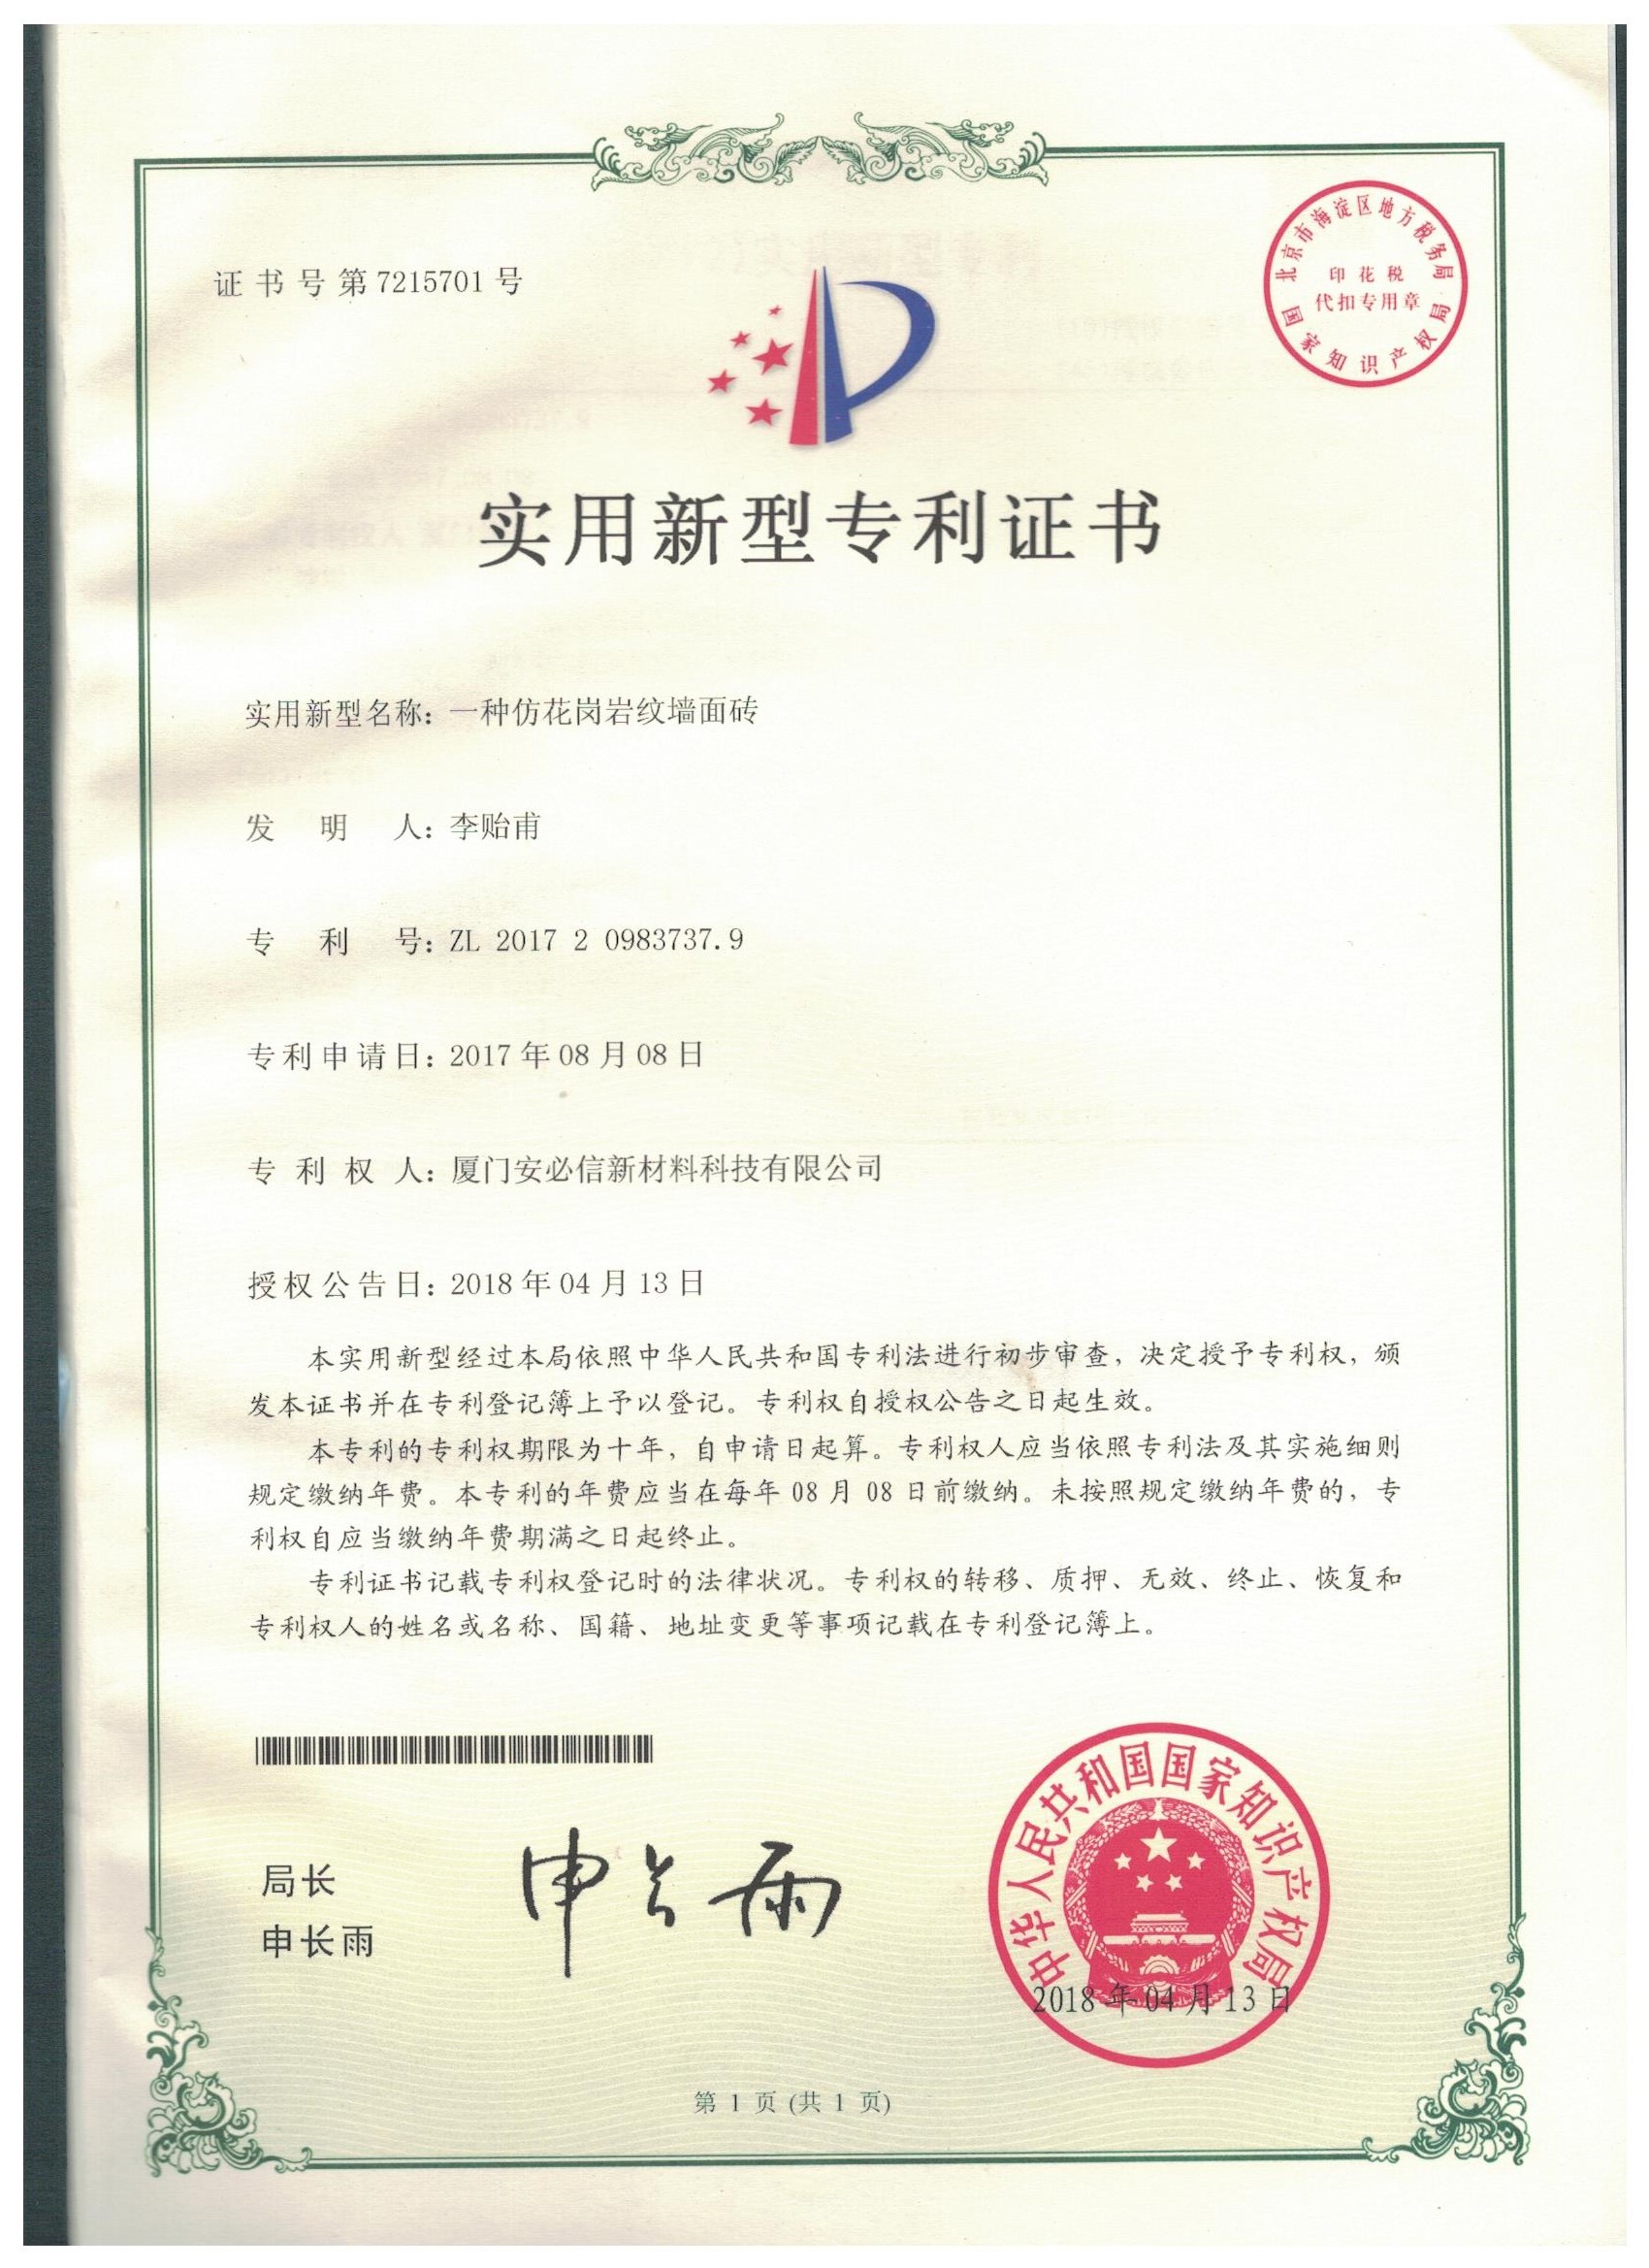 证书号第7215701号
北京市海淀区地方税务局
印花税
代扣专用章
国家知识产权局
实用新型专利证书
实用新型名称：一种仿花岗岩纹墙面砖
发明人：李贻甫
专利号：ZL 2017 2 0983737.9
专利申请日：2017年08月08日
专利权人：厦门安必信新材料科技有限公司
授权公告日：2018年04月13日
本实用新型经过本局依照中华人民共和国专利法进行初步审查，决定授予专利权，颁
发本证书并在专利登记簿上予以登记。专利权自授权公告之日起生效。
本专利的专利权期限为十年，自申请日起算。专利权人应当依照专利法及其实施细则
规定缴纳年费。本专利的年费应当在每年08月08日前缴纳。未按照规定缴纳年费的，专
利权自应当缴纳年费期满之日起终止。
专利证书记载专利权登记时的法律状况。专利权的转移、质押、无效、终止、恢复和
专利权人的姓名或名称、国籍、地址变更等事项记载在专利登记簿上。
局长
申长雨
申长雨
中华人民共和国国家知识产权局
2018年04月13日
第1页(共1页)